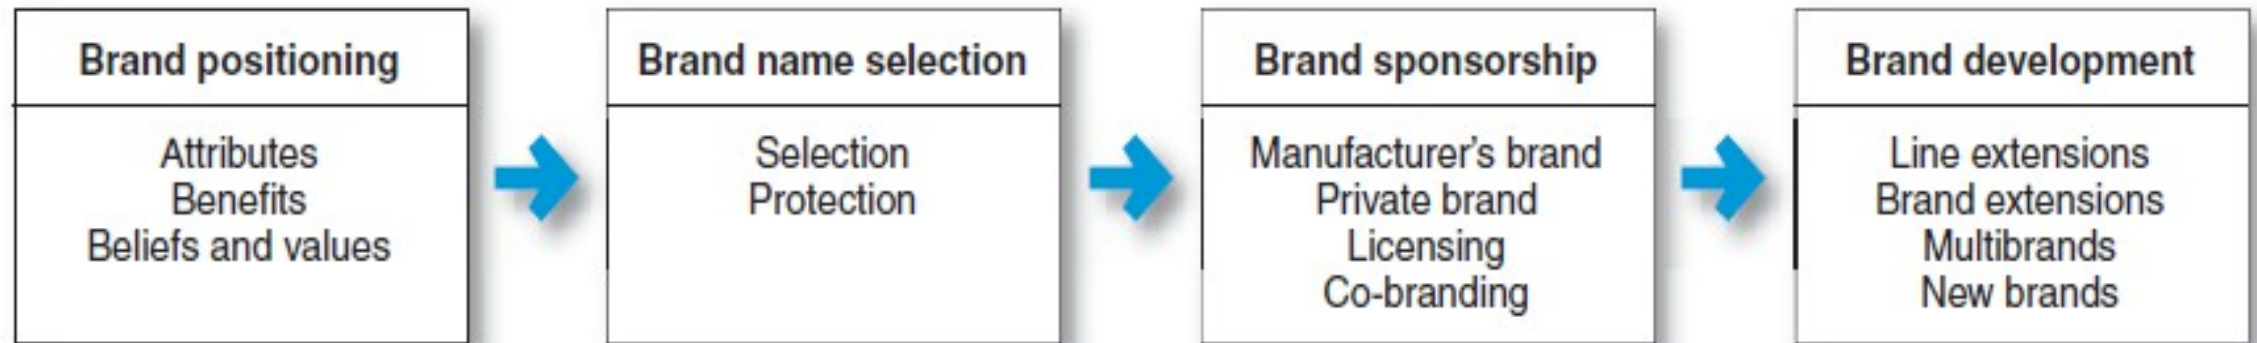 Brand positioning
Attributes
Benefits
Beliefs and values
Brand name selection
Selection
Protection
Brand sponsorship
Manufacturer's brand
Private brand
Licensing
Co-branding
Brand development
Line extensions
Brand extensions
Multibrands
New brands